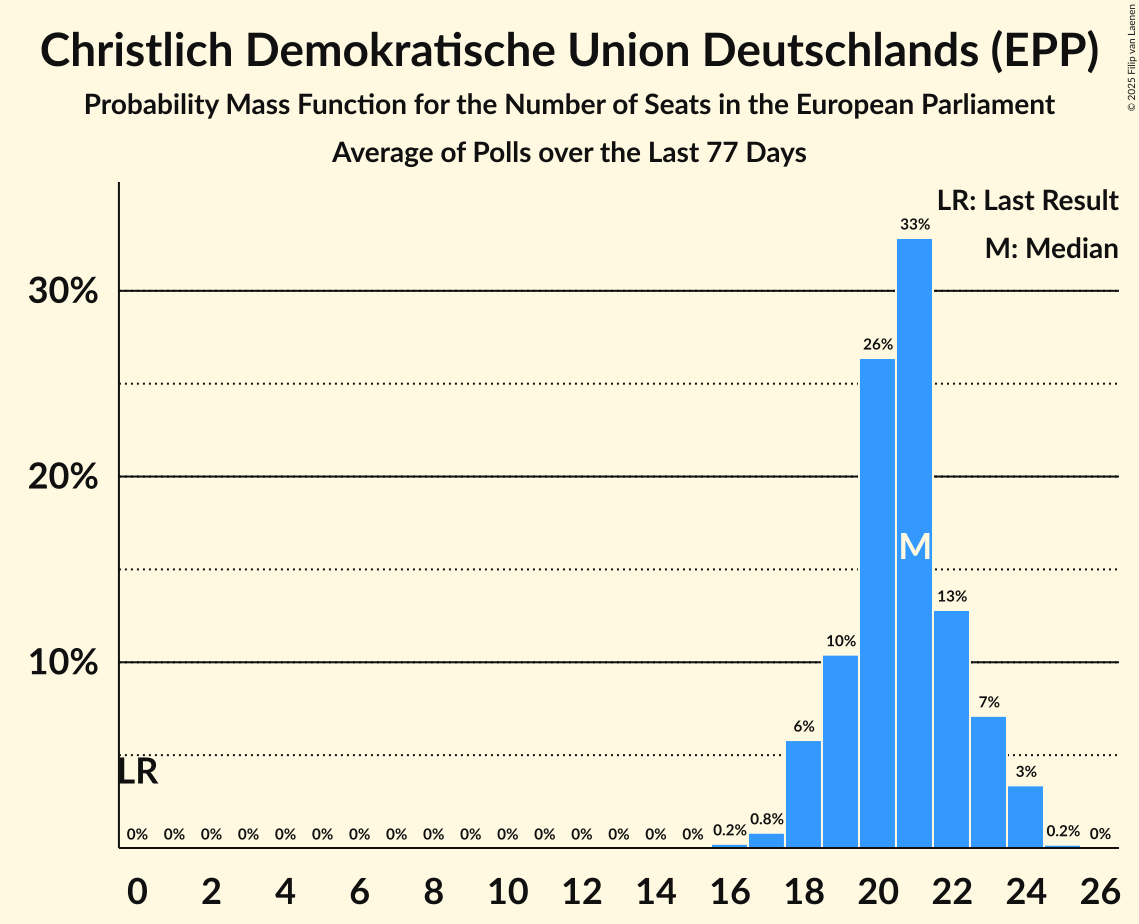 Christlich Demokratische Union Deutschlands (EPP)
Probability Mass Function for the Number of Seats in the European Parliament
Average of Polls over the Last 77 Days
© 2025 Filip van Laenen
LR: Last Result
M: Median
33%
30%
26%
20%
M
13%
10%
10%
7%
6%
3%
LR
0% 0% 0% 0% 0% 0% 0% 0% 0% 0% 0% 0% 0% 0% 0% 0% 0.2% 0.8% 0.2% 0%
0 2 4 6 8 10 12 14 16 18 20 22 24 26